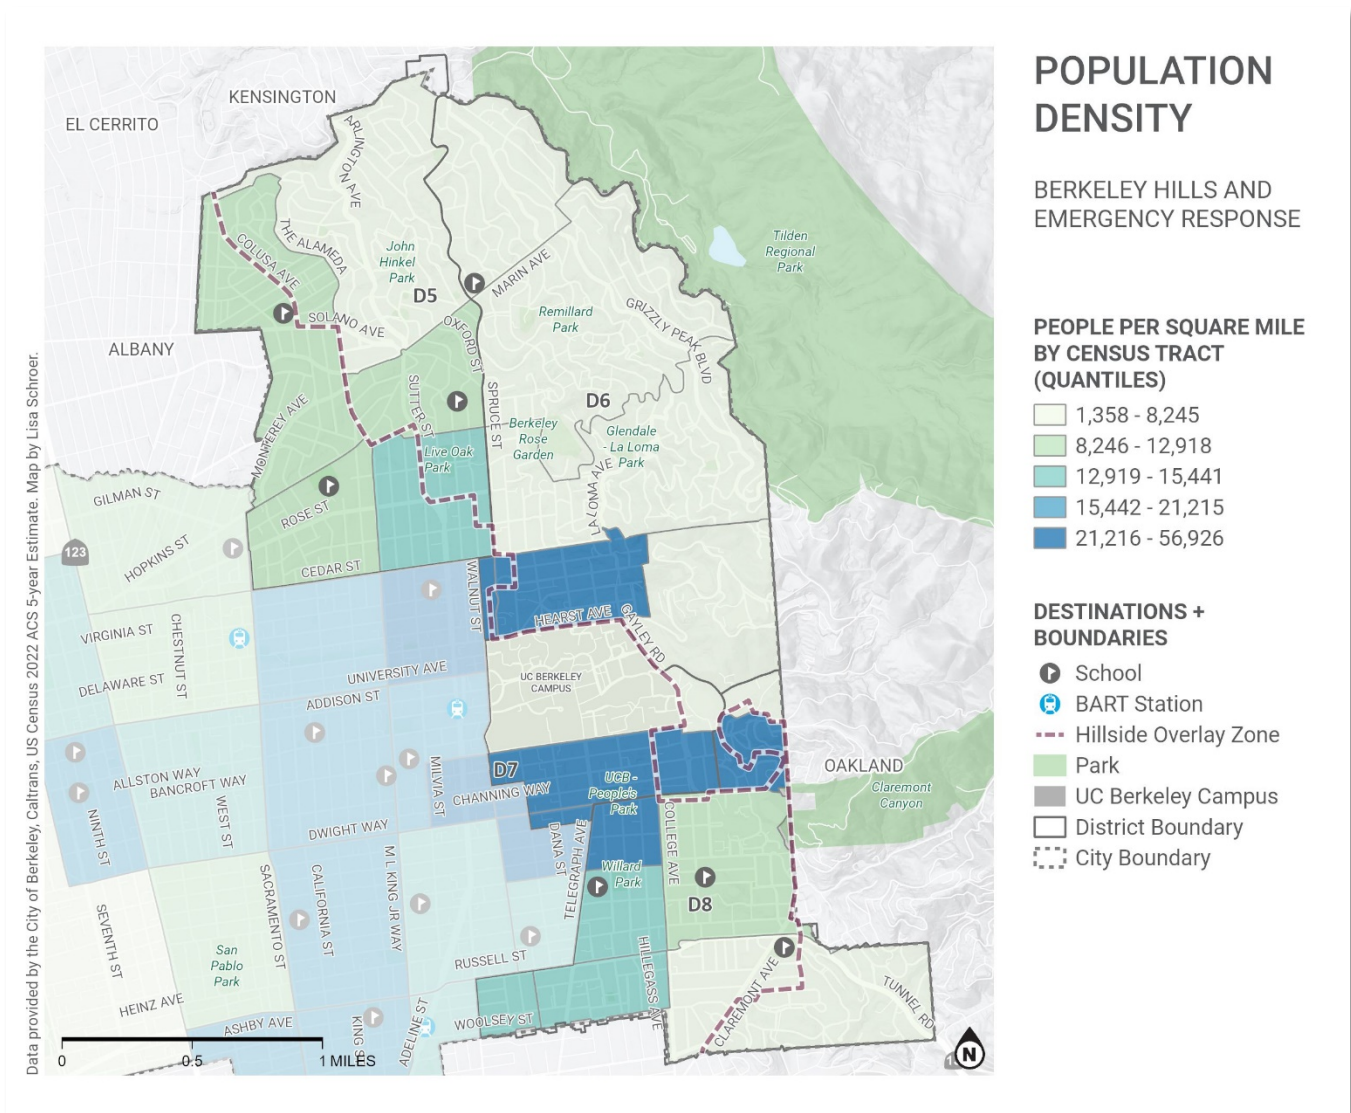 POPULATION
DENSITY
BERKELEY HILLS AND
EMERGENCY RESPONSE
PEOPLE PER SQUARE MILE
BY CENSUS TRACT
(QUANTILES)
1,358 - 8,245
8,246 - 12,918
12,919 - 15,441
15,442 - 21,215
21,216 - 56,926
DESTINATIONS +
BOUNDARIES
School
BART Station
Hillside Overlay Zone
Park
UC Berkeley Campus
District Boundary
City Boundary
KENSINGTON
EL CERRITO
ARLINGTON AVE
THE ALAMEDA
COLUSA AVE
John
Hinkel
Park
D5
MARIN AVE
Tilden
Regional
Park
SOLANO AVE
OXFORD ST
Remillard
Park
GRIZZLY PEAK BLVD
ALBANY
SUTTER ST
SPRUCE ST
D6
MONTEREY AVE
Berkeley
Rose
Garden
Glendale
- La Loma
Park
Live Oak
Park
LA LOMA AVE
GILMAN ST
ROSE ST
123
HOPKINS ST
CEDAR ST
WALNUT ST
HEARST AVE
GAYLEY RD
VIRGINIA ST
CHESTNUT ST
DELAWARE ST
UNIVERSITY AVE
ADDISON ST
UC BERKELEY
CAMPUS
ALLSTON WAY
BANCROFT WAY
MILVIA ST
D7
CHANNING WAY
UCB -
People's
Park
OAKLAND
Claremont
Canyon
NINTH ST
WEST ST
DWIGHT WAY
DANA ST
TELEGRAPH AVE
COLLEGE AVE
Willard
Park
D8
SACRAMENTO ST
CALIFORNIA ST
M L KING JR WAY
SEVENTH ST
San
Pablo
Park
RUSSELL ST
HILLEGASS AVE
CLAREMONT AVE
TUNNEL RD
HEINZ AVE
ASHBY AVE
ADELINE ST
WOOLSEY ST
0
0.5
1 MILES
N
Data provided by the City of Berkeley, Caltrans, US Census 2022 ACS 5-year Estimate. Map by Lisa Schroer.